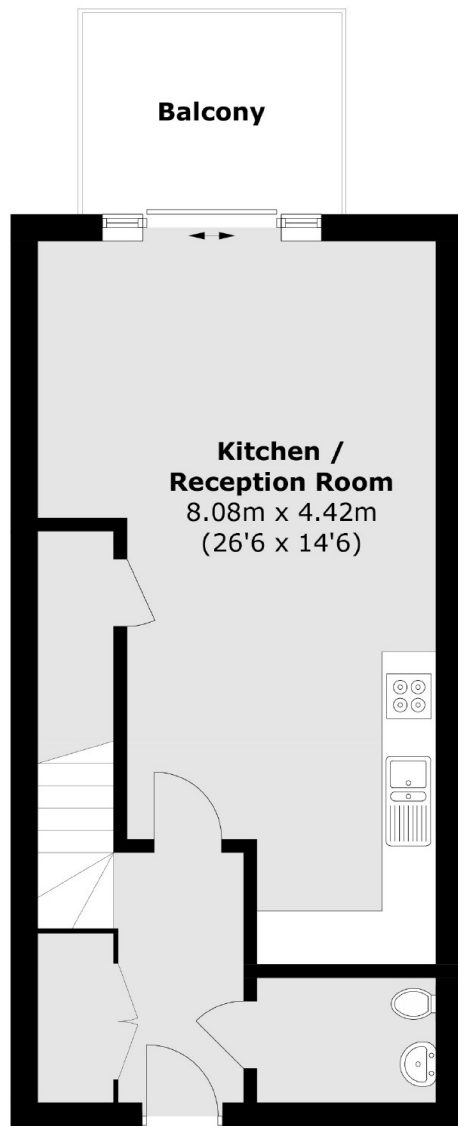 Balcony
Kitchen /
Reception Room
8.08m x 4.42m
(26'6 x 14'6)